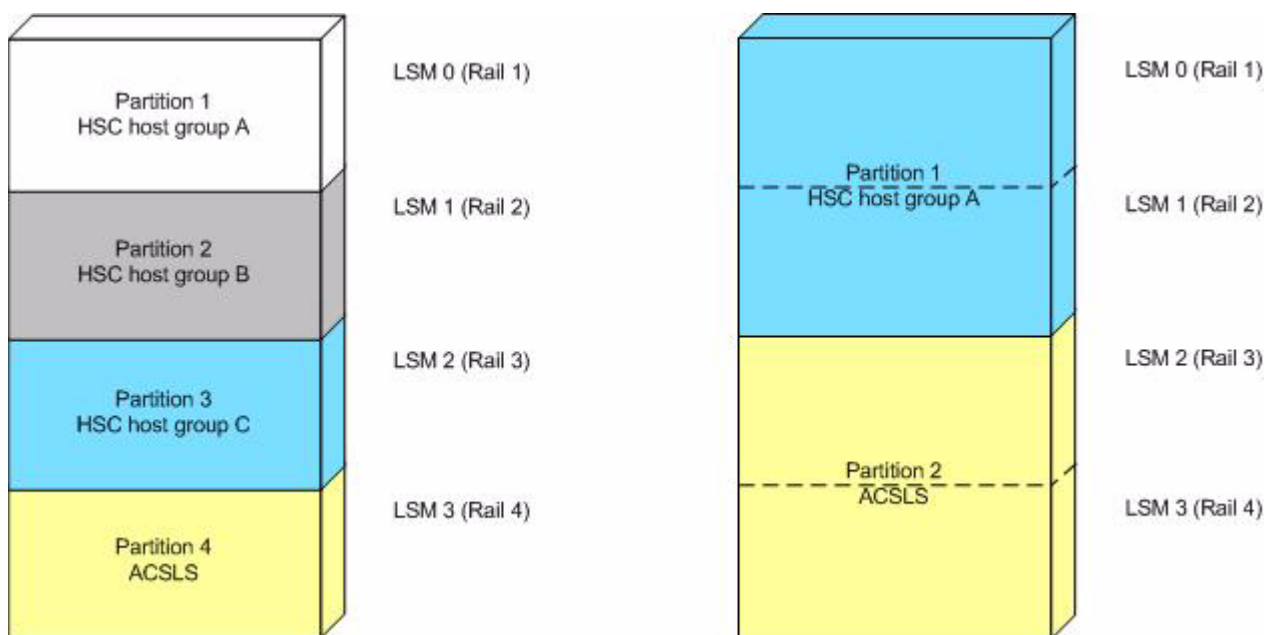 Partition 1
HSC host group A
LSM 0 (Rail 1)
Partition 2
HSC host group B
LSM 1 (Rail 2)
Partition 3
HSC host group C
LSM 2 (Rail 3)
Partition 4
ACSLS
LSM 3 (Rail 4)
Partition 1
HSC host group A
LSM 0 (Rail 1)
LSM 1 (Rail 2)
Partition 2
ACSLS
LSM 2 (Rail 3)
LSM 3 (Rail 4)